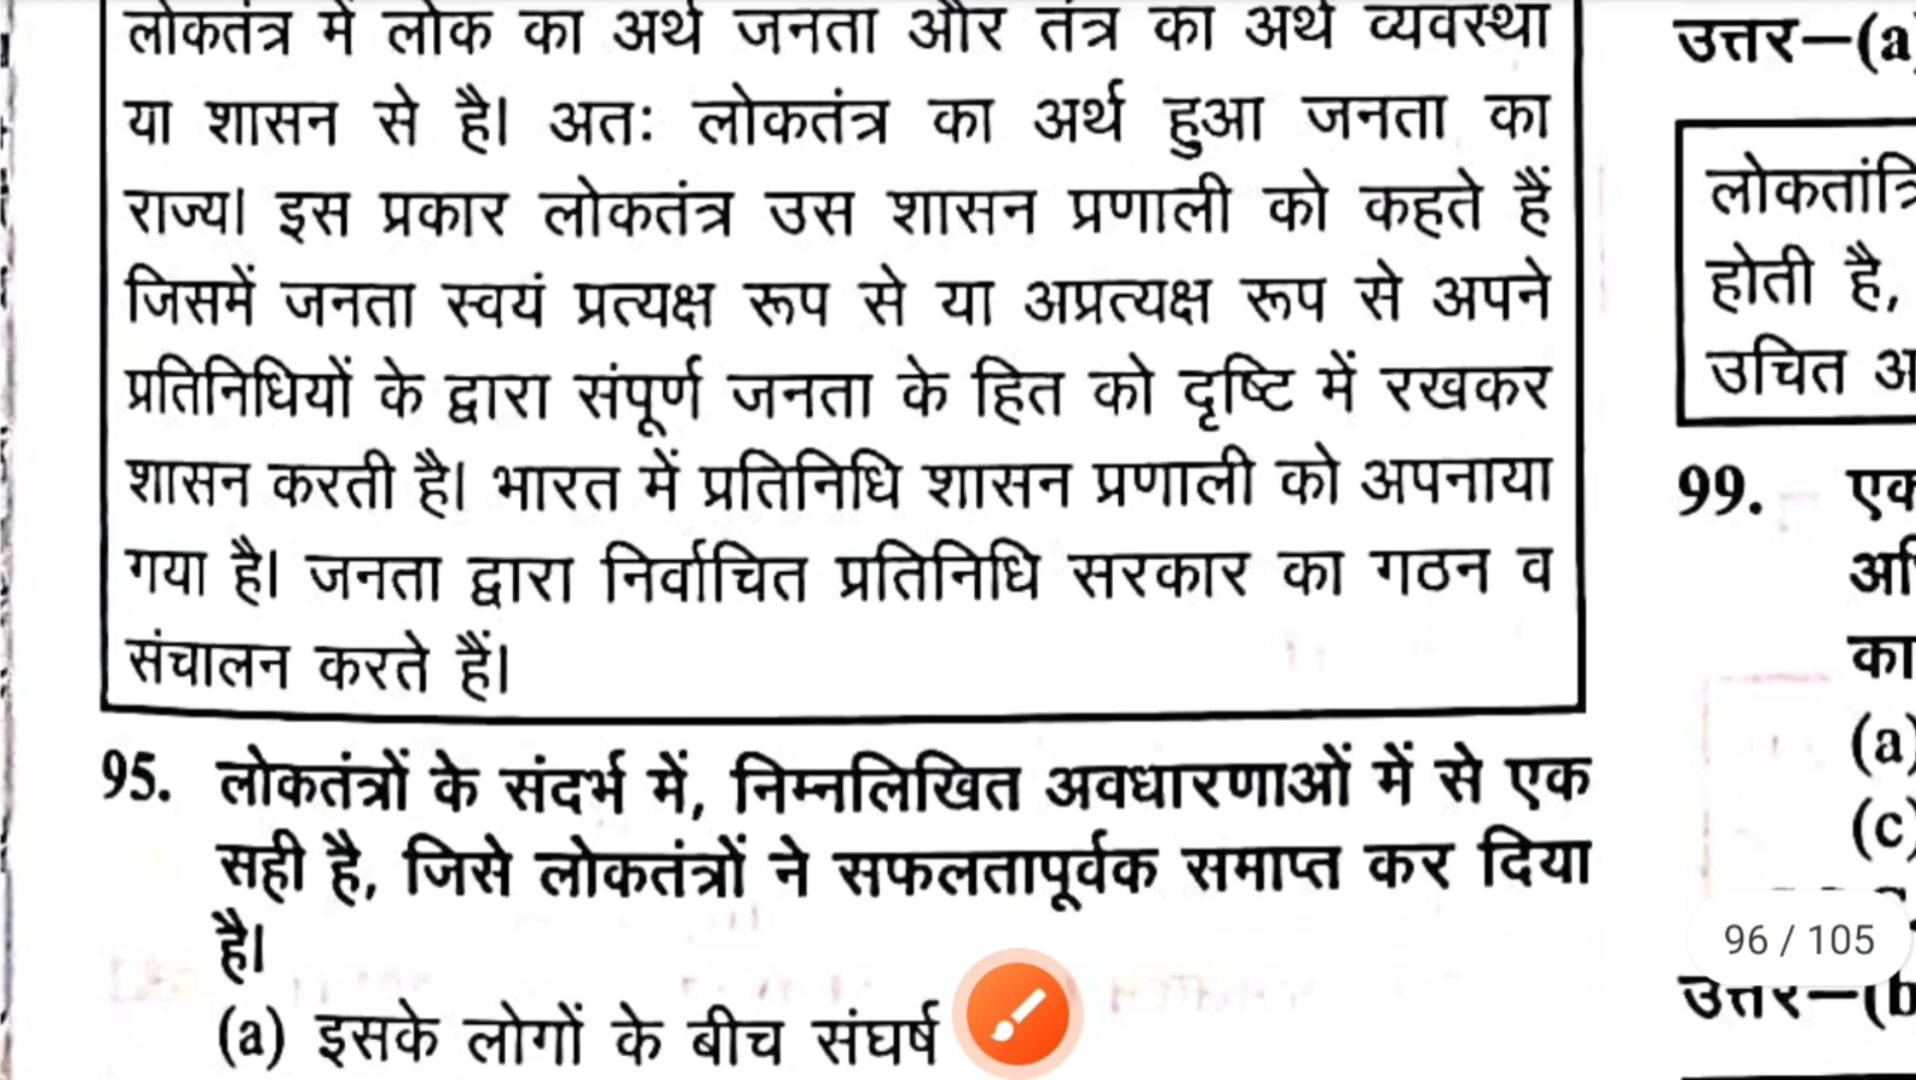 लोकतंत्र में लोक का अर्थ जनता और तंत्र का अर्थ व्यवस्था
या शासन से है। अतः लोकतंत्र का अर्थ हुआ जनता का
राज्य। इस प्रकार लोकतंत्र उस शासन प्रणाली को कहते हैं
जिसमें जनता स्वयं प्रत्यक्ष रूप से या अप्रत्यक्ष रूप से अपने
प्रतिनिधियों के द्वारा संपूर्ण जनता के हित को दृष्टि में रखकर
शासन करती है। भारत में प्रतिनिधि शासन प्रणाली को अपनाया
गया है। जनता द्वारा निर्वाचित प्रतिनिधि सरकार का गठन व
संचालन करते हैं।
95. लोकतंत्रों के संदर्भ में, निम्नलिखित अवधारणाओं में से एक
सही है, जिसे लोकतंत्रों ने सफलतापूर्वक समाप्त कर दिया
है।
(a) इसके लोगों के बीच संघर्ष
उत्तर—(a)
लोकतांत्रि
होती है,
उचित अ
99. एक
का
(a)
(c)
96 / 105
उत्तर—(b